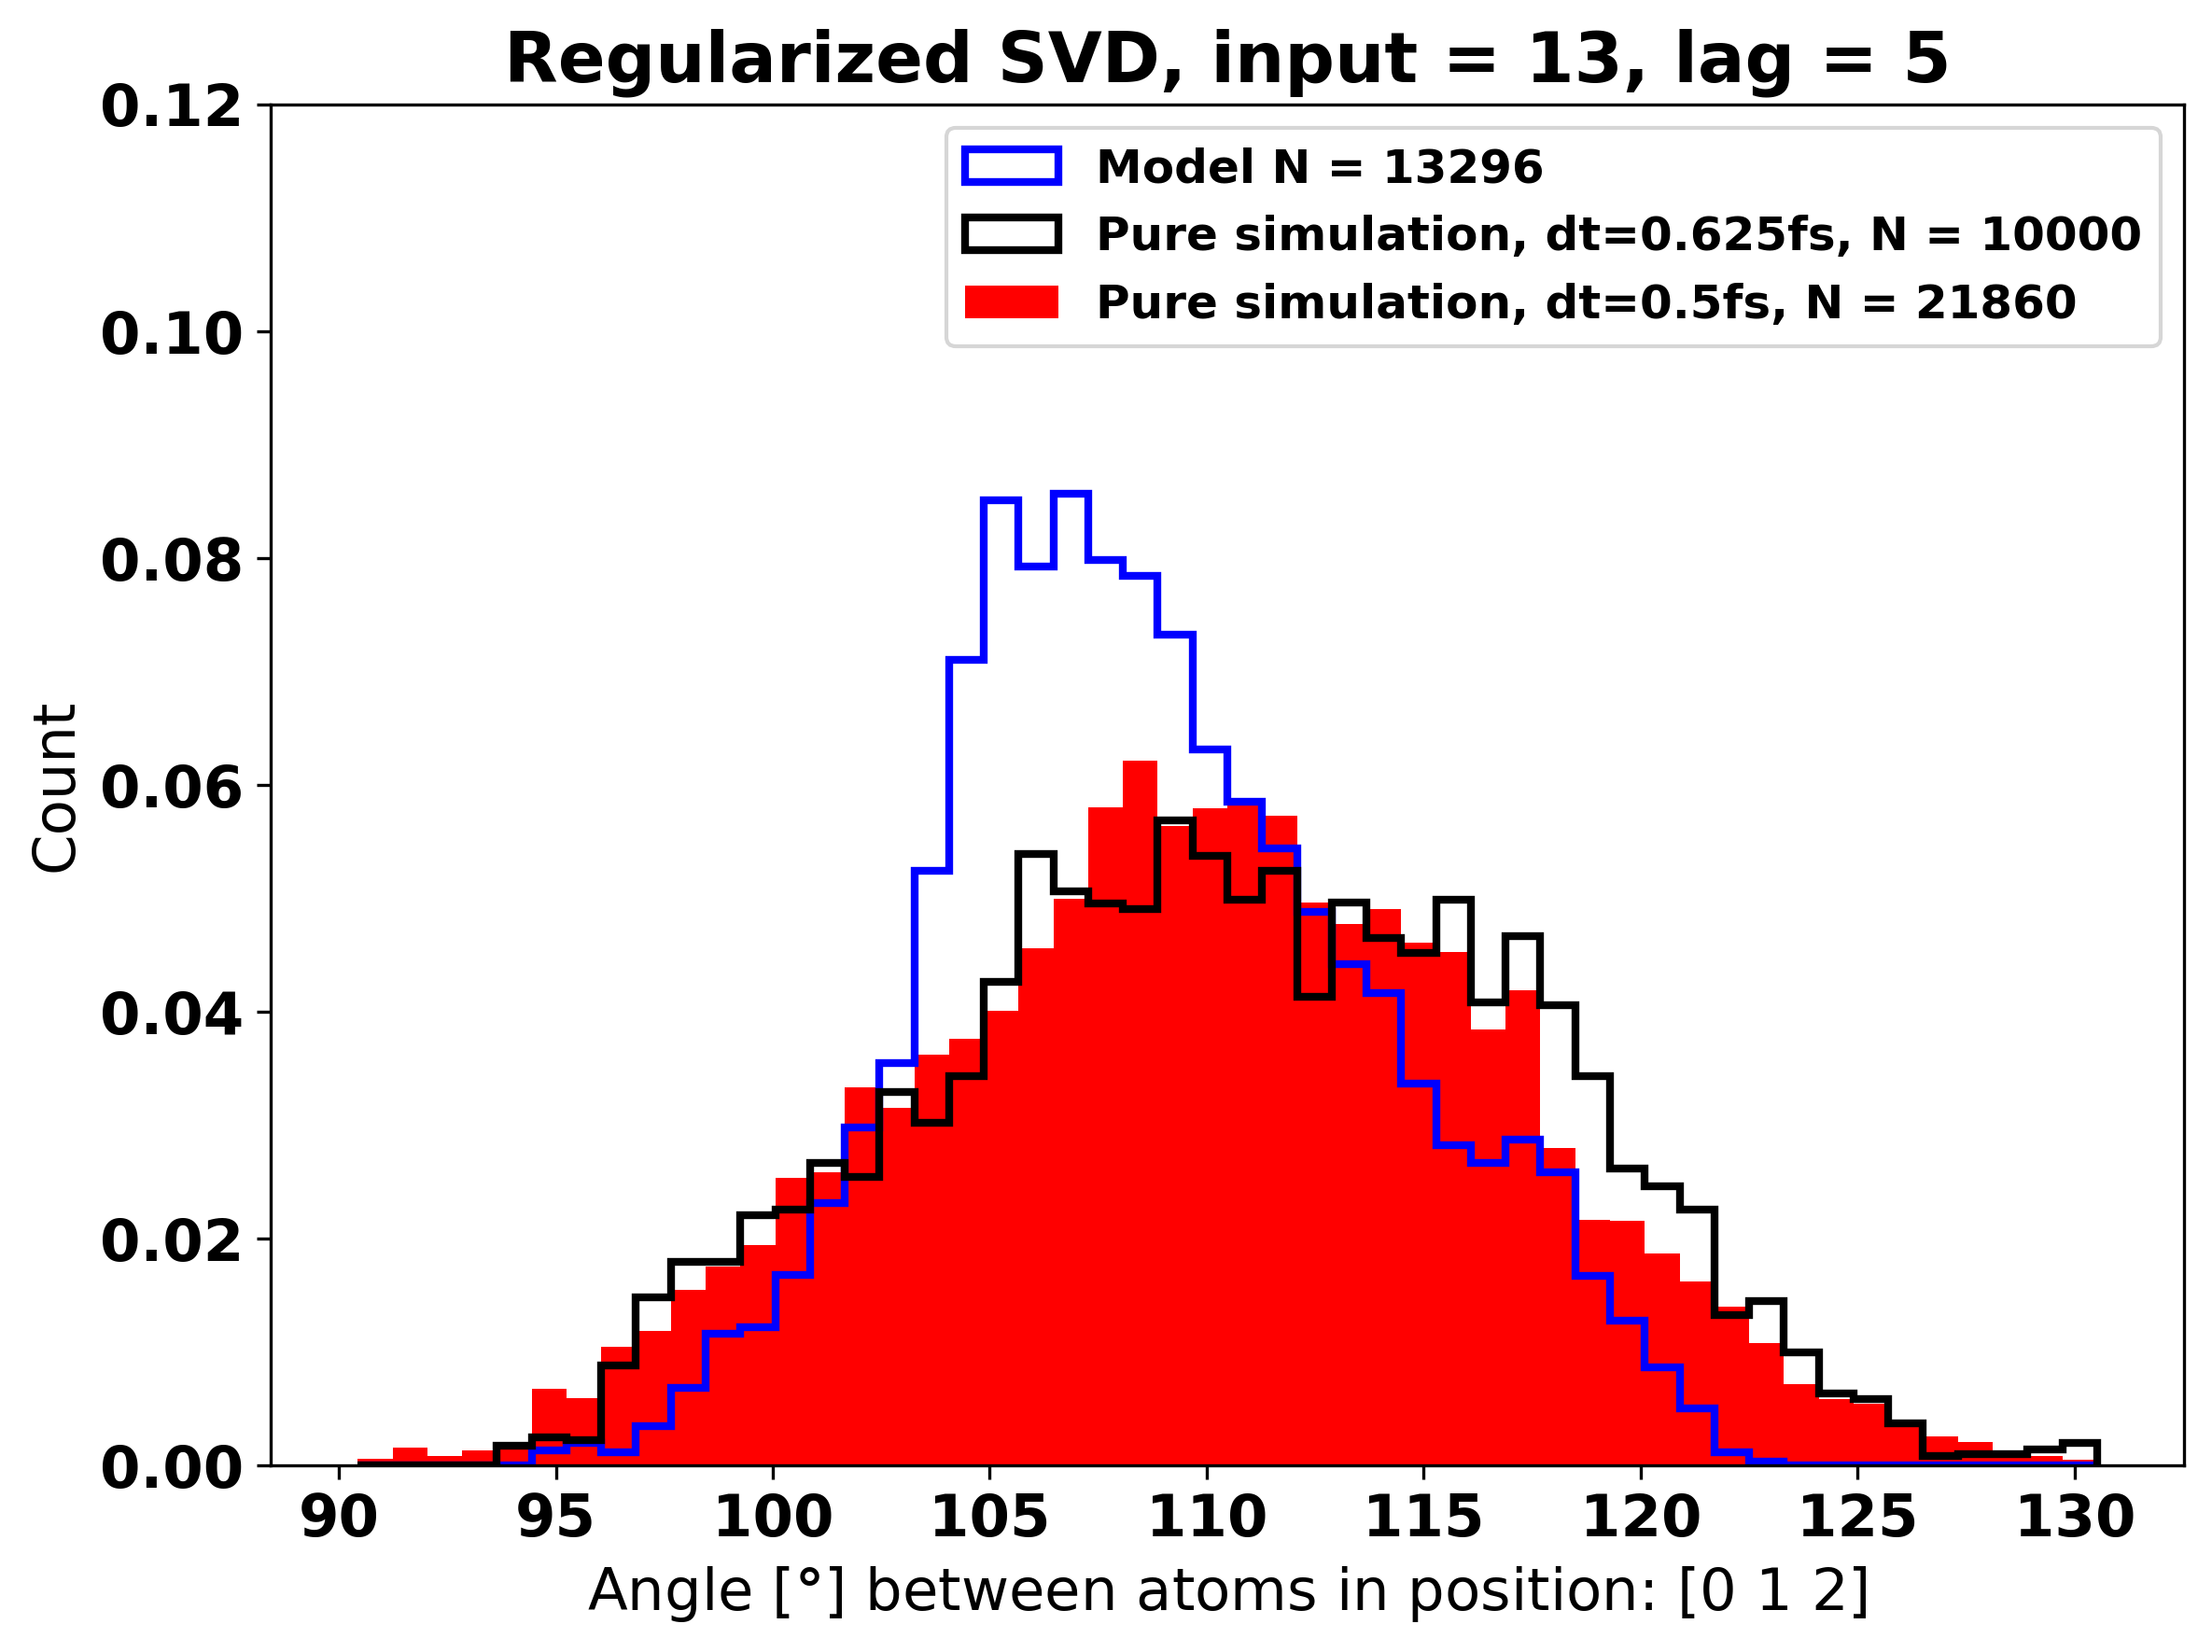 Regularized SVD, input = 13, lag = 5
Model N = 13296
Pure simulation, dt=0.625fs, N = 10000
Pure simulation, dt=0.5fs, N = 21860
0.12
0.10
0.08
0.06
0.04
0.02
0.00
Count
90 95 100 105 110 115 120 125 130
Angle [°] between atoms in position: [0 1 2]